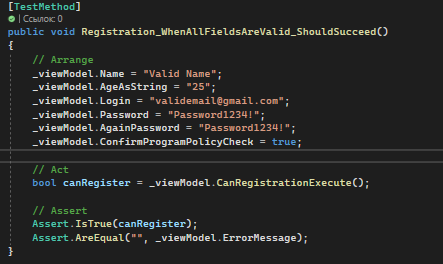 [TestMethod]
| Ссылок: 0
public void Registration_WhenAllFieldsAreValid_ShouldSucceed()
{
// Arrange
_viewModel.Name = "Valid Name";
_viewModel.AgeAsString = "25";
_viewModel.Login = "validemail@gmail.com";
_viewModel.Password = "Password1234!";
_viewModel.AgainPassword = "Password1234!";
_viewModel.ConfirmProgramPolicyCheck = true;
// Act
bool canRegister = _viewModel.CanRegistrationExecute();
// Assert
Assert.IsTrue(canRegister);
Assert.AreEqual("", _viewModel.ErrorMessage);
}